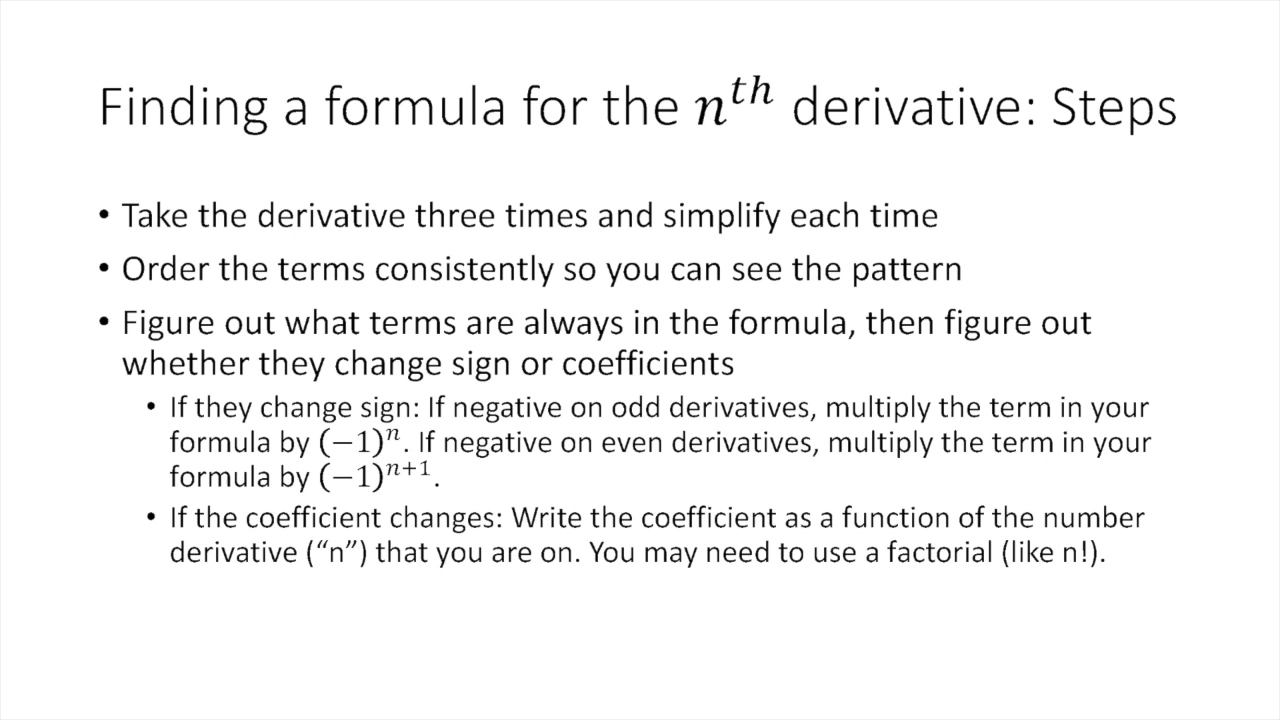 Finding a formula for the n^{th} derivative: Steps
• Take the derivative three times and simplify each time
• Order the terms consistently so you can see the pattern
• Figure out what terms are always in the formula, then figure out
whether they change sign or coefficients
• If they change sign: If negative on odd derivatives, multiply the term in your
formula by (−1)^n. If negative on even derivatives, multiply the term in your
formula by (−1)^{n+1}.
• If the coefficient changes: Write the coefficient as a function of the number
derivative (“n”) that you are on. You may need to use a factorial (like n!).